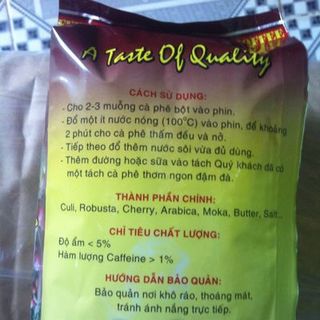 A Taste Of Quality
CÁCH SỬ DỤNG:
- Cho 2-3 muỗng cà phê bột vào phin.
- Đổ một ít nước nóng (100°C) vào phin, để khoảng
2 phút cho cà phê thấm đều và nở.
- Tiếp theo đổ thêm nước sôi vừa đủ dùng.
- Thêm đường hoặc sữa vào tách Quý khách đã có
một tách cà phê thơm ngon đậm đà.
THÀNH PHẦN CHÍNH:
Culi, Robusta, Cherry, Arabica, Moka, Butter, Salt...
CHỈ TIÊU CHẤT LƯỢNG:
Độ ẩm < 5%
Hàm lượng Caffeine > 1%
HƯỚNG DẪN BẢO QUẢN:
Bảo quản nơi khô ráo, thoáng mát,
tránh ánh nắng trực tiếp.